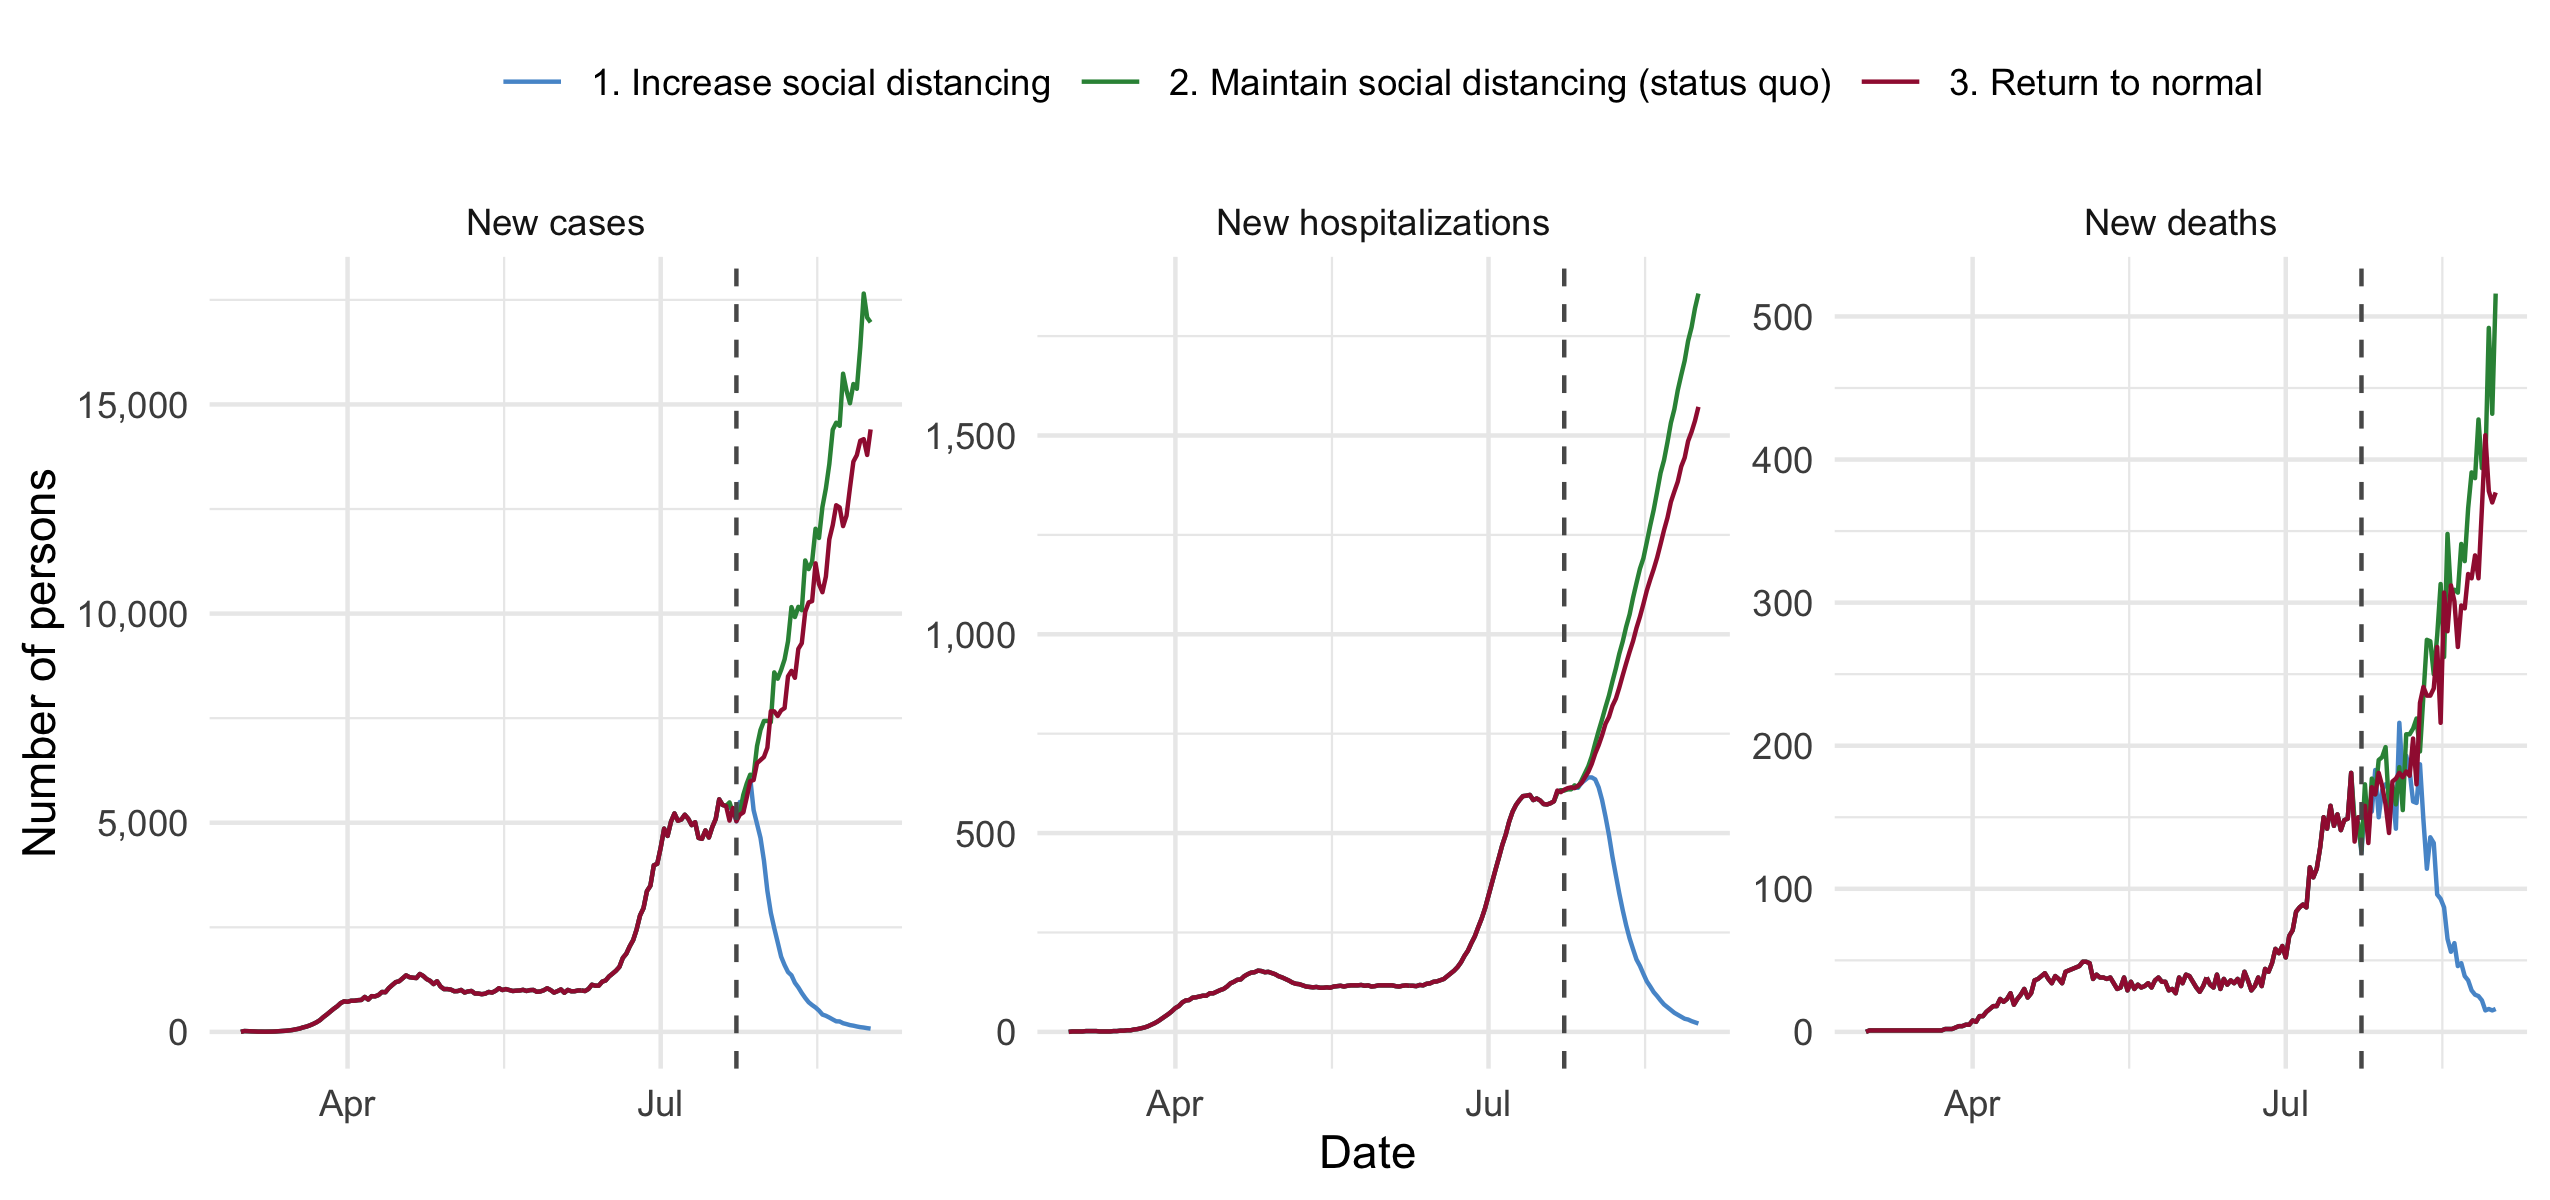 1. Increase social distancing 2. Maintain social distancing (status quo) 3. Return to normal
New cases New hospitalizations New deaths
Number of persons
15,000
10,000
5,000
0
Apr Jul
1,500
1,000
500
0
Apr Jul
500
400
300
200
100
0
Apr Jul
Date